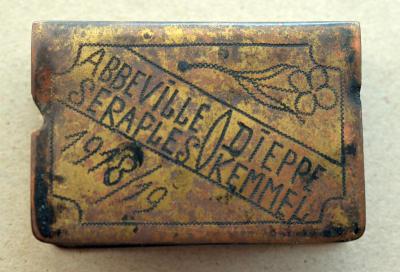 ABBEVILLE DIEPPE
SERAPLES KEMMEL
1918/19